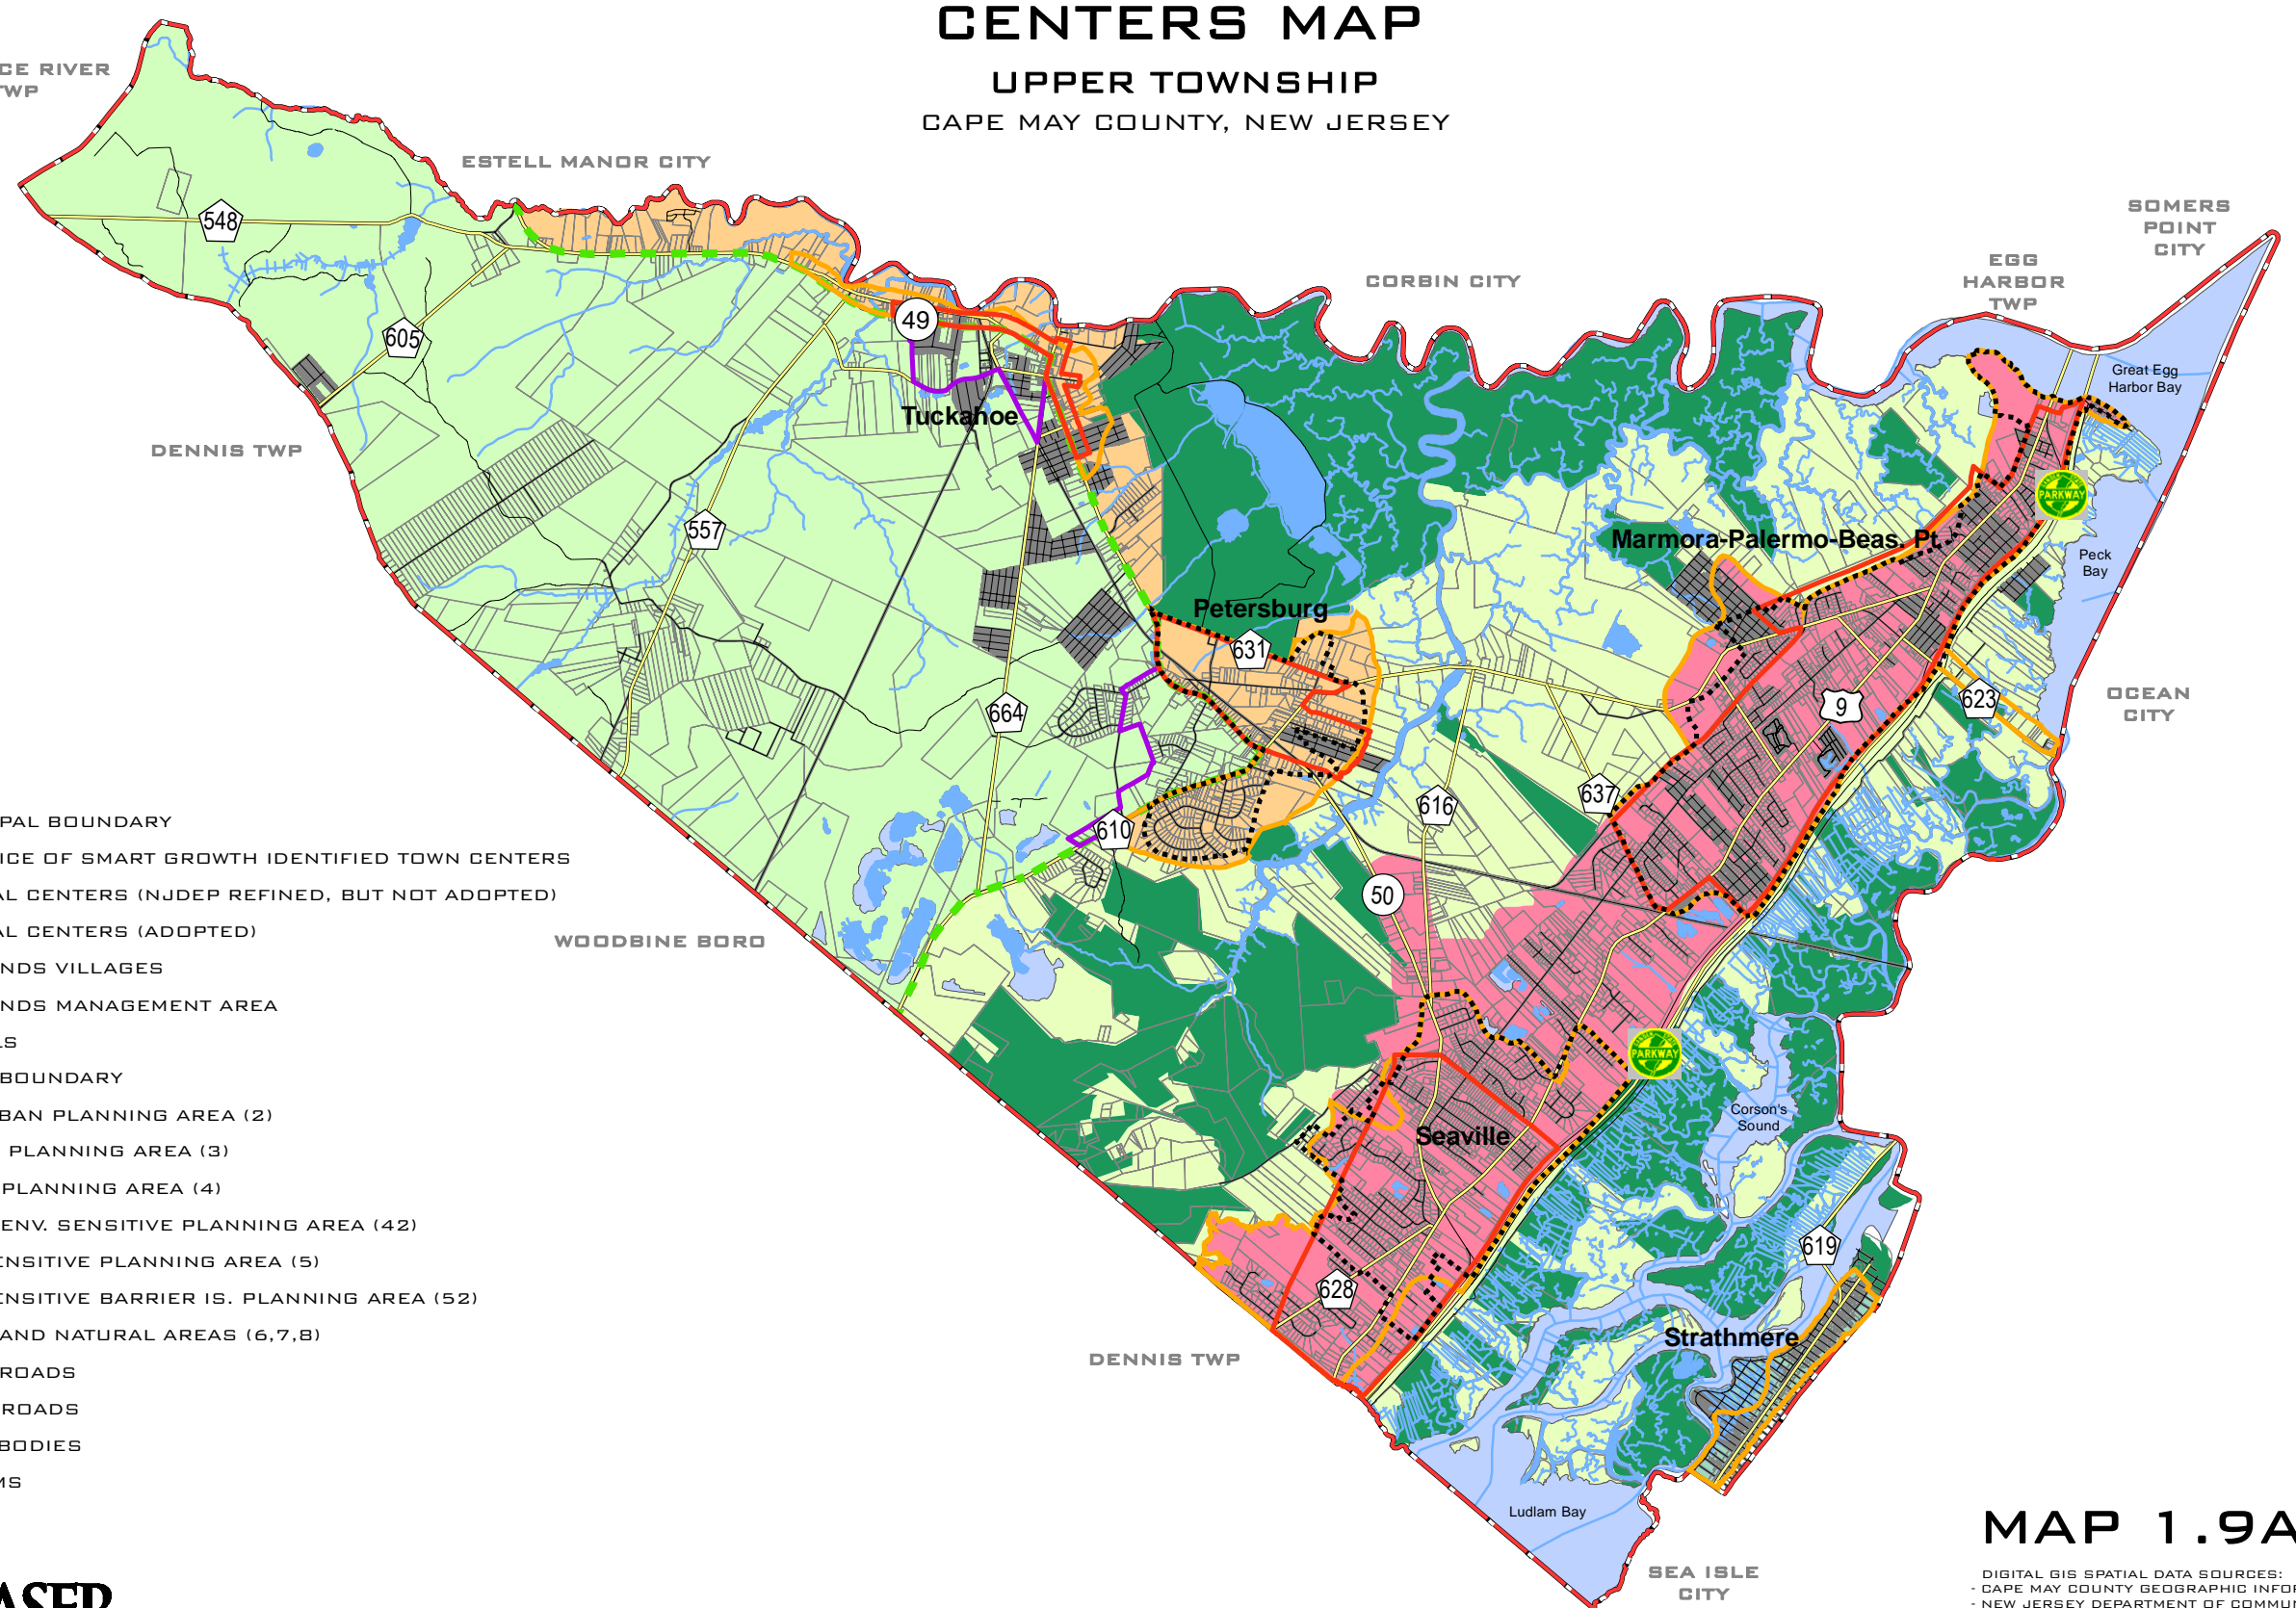 CENTERS MAP
UPPER TOWNSHIP
CAPE MAY COUNTY, NEW JERSEY
CE RIVER
TWP
ESTELL MANOR CITY
SOMERS
POINT
CITY
EGG
HARBOR
TWP
CORBIN CITY
548
49
605
Great Egg
Harbor Bay
Tuckahoe
DENNIS TWP
PARKWAY
557
Marmora-Palermo-Beas. Pt.
Peck
Bay
Petersburg
631
664
9
623
OCEAN
CITY
637
616
610
50
PAL BOUNDARY
ICE OF SMART GROWTH IDENTIFIED TOWN CENTERS
AL CENTERS (NJDEP REFINED, BUT NOT ADOPTED)
AL CENTERS (ADOPTED)
NDS VILLAGES
NDS MANAGEMENT AREA
LS
BOUNDARY
BAN PLANNING AREA (2)
PLANNING AREA (3)
PLANNING AREA (4)
ENV. SENSITIVE PLANNING AREA (42)
ENSITIVE PLANNING AREA (5)
ENSITIVE BARRIER IS. PLANNING AREA (52)
AND NATURAL AREAS (6,7,8)
ROADS
ROADS
BODIES
MS
WOODBINE BORO
PARKWAY
Corson's
Sound
Seaville
619
628
Strathmere
DENNIS TWP
Ludlam Bay
SEA ISLE
CITY
MAP 1.9A
DIGITAL GIS SPATIAL DATA SOURCES:
- CAPE MAY COUNTY GEOGRAPHIC INFOR
- NEW JERSEY DEPARTMENT OF COMMU
ASER